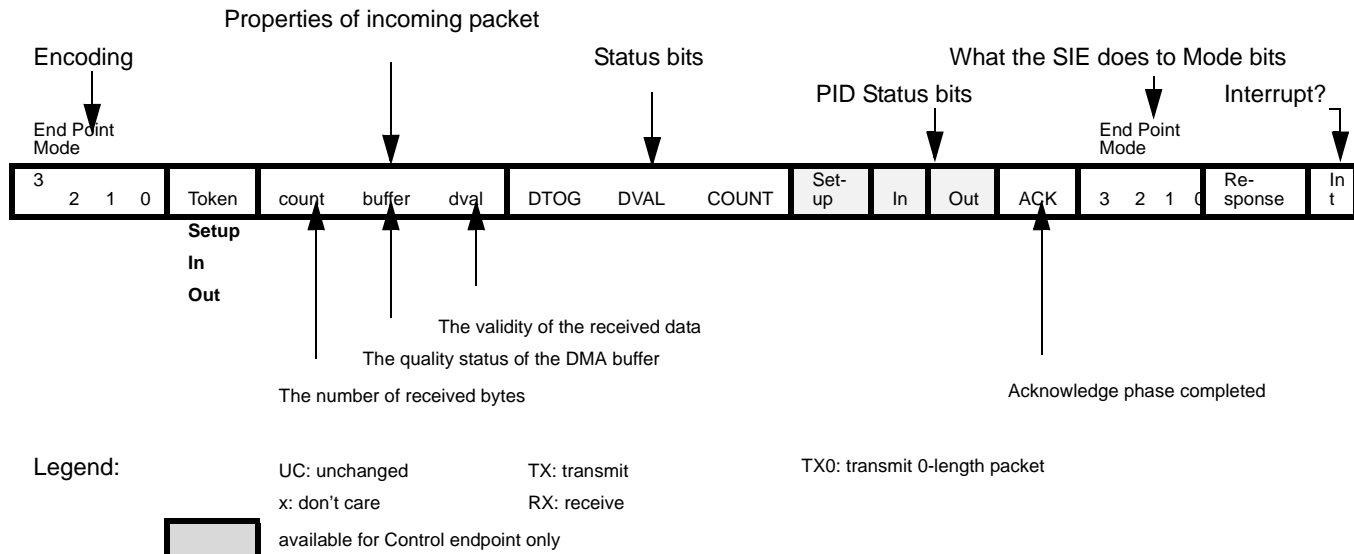 Properties of incoming packet
Encoding
Status bits
What the SIE does to Mode bits
PID Status bits
Interrupt?
End Point
Mode
End Point
Mode
3 2 1 0 Token count buffer dval DTOG DVAL COUNT Set-up In Out ACK 3 2 1 0 Re-sponse In t
Setup
In
Out
The validity of the received data
The quality status of the DMA buffer
The number of received bytes
Acknowledge phase completed
Legend:
UC: unchanged TX: transmit TX0: transmit 0-length packet
x: don't care RX: receive
available for Control endpoint only